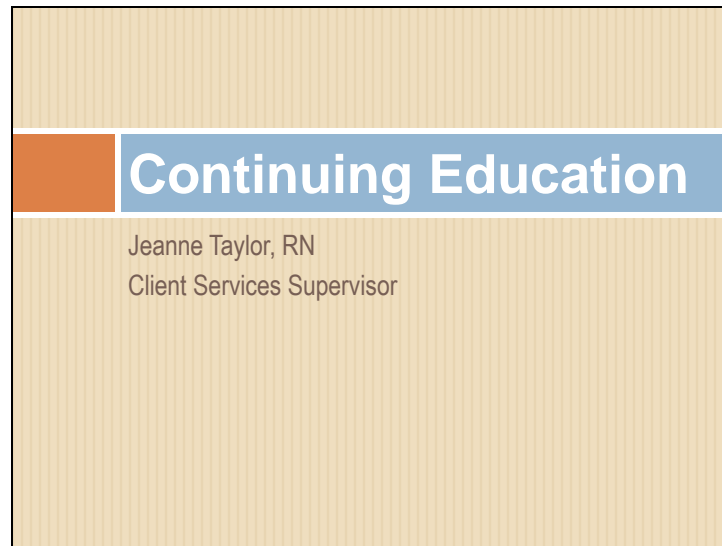 Continuing Education
Jeanne Taylor, RN
Client Services Supervisor